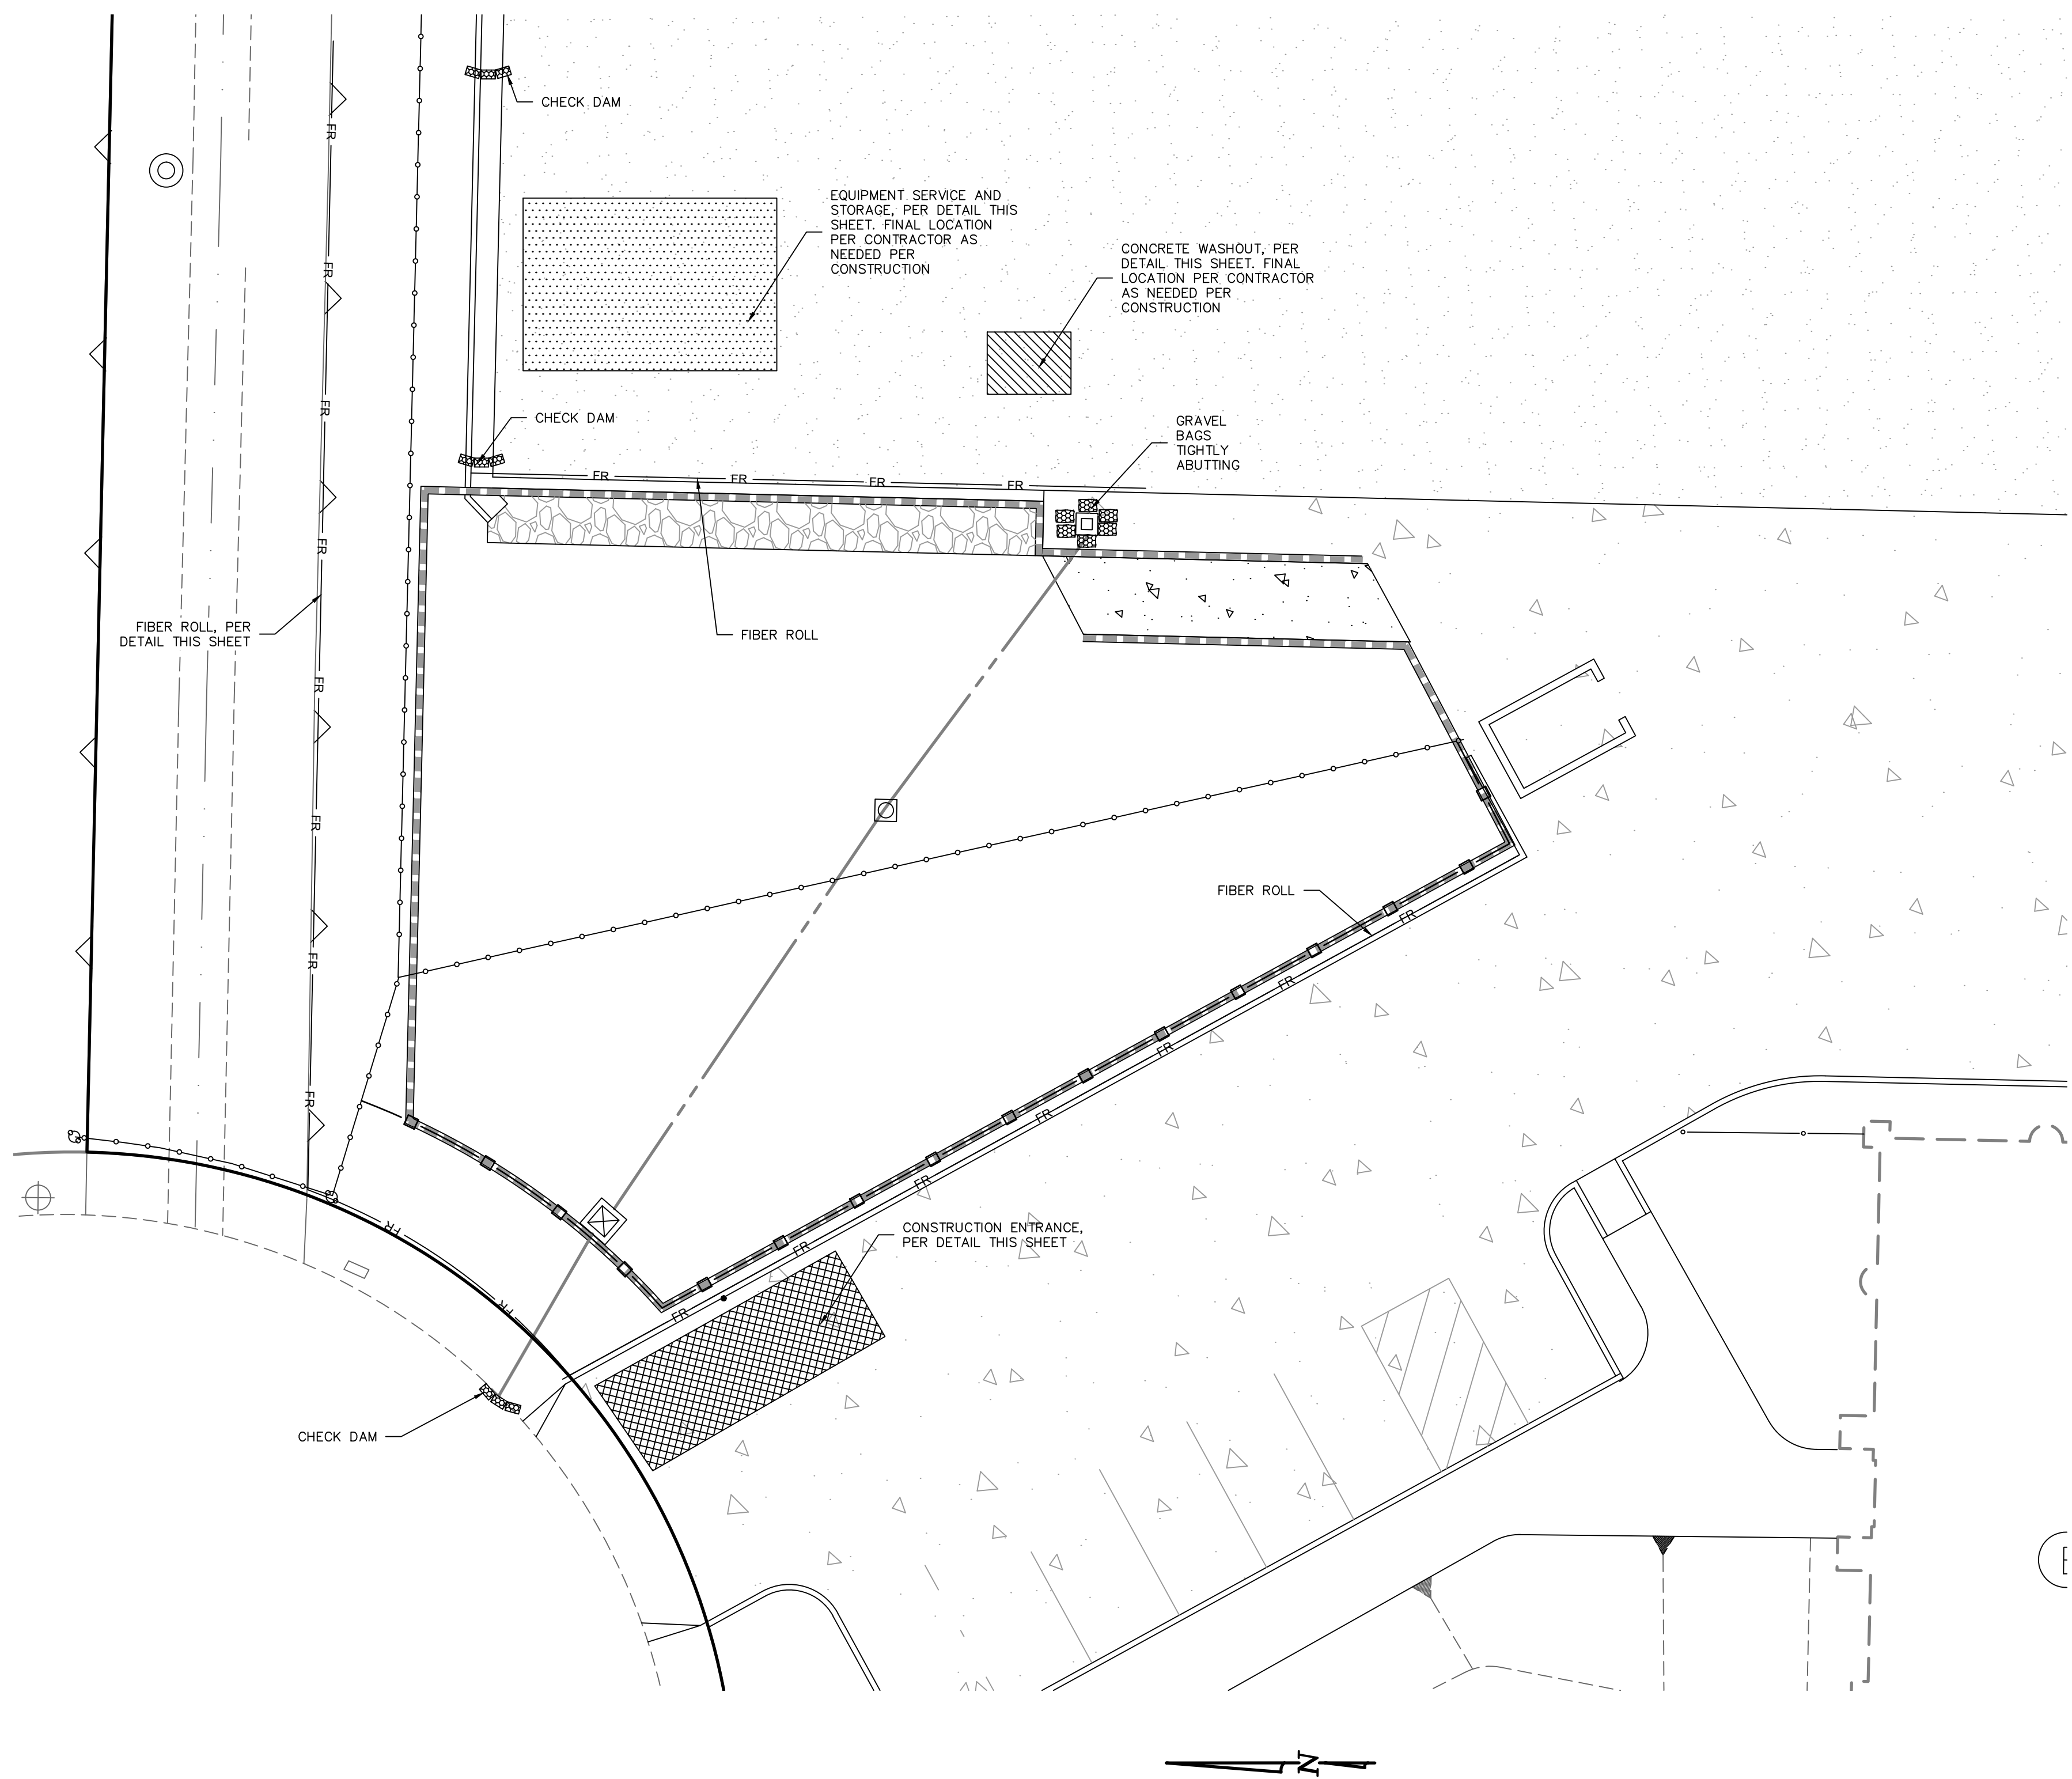 CHECK DAM
EQUIPMENT SERVICE AND
STORAGE, PER DETAIL THIS
SHEET. FINAL LOCATION
PER CONTRACTOR AS
NEEDED PER
CONSTRUCTION
CONCRETE WASHOUT, PER
DETAIL THIS SHEET. FINAL
LOCATION PER CONTRACTOR
AS NEEDED PER
CONSTRUCTION
CHECK DAM
GRAVEL
BAGS
TIGHTLY
ABUTTING
FR
FR
FR
FR
FR
FR
FR
FR
FR
FR
FR
FR
FIBER ROLL, PER
DETAIL THIS SHEET
FIBER ROLL
FIBER ROLL
FR
FR
FR
FR
FR
FR
FR
FR
FR
CONSTRUCTION ENTRANCE,
PER DETAIL THIS SHEET
CHECK DAM
N